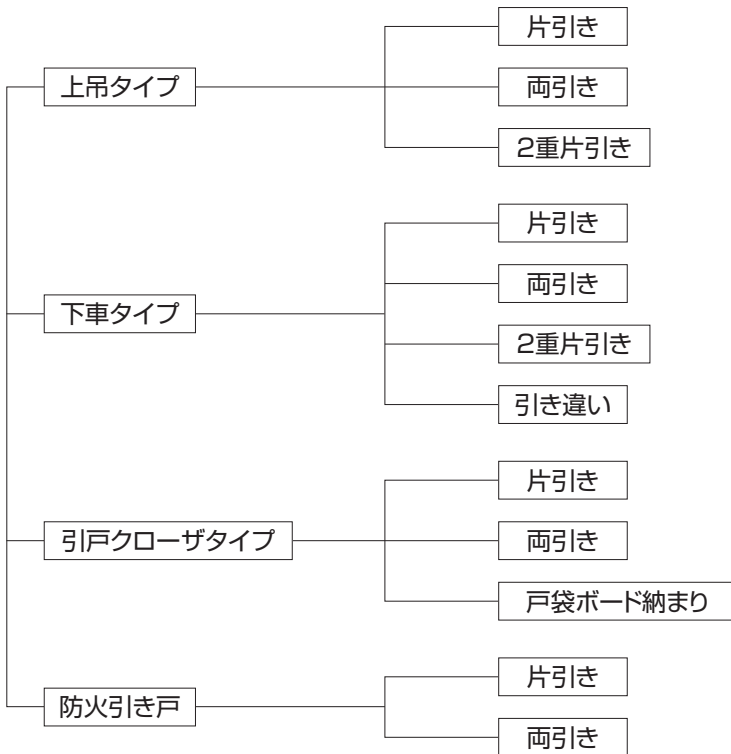 上吊タイプ
片引き
両引き
2重片引き
下車タイプ
片引き
両引き
2重片引き
引き違い
引戸クローザタイプ
片引き
両引き
戸袋ボード納まり
防火引き戸
片引き
両引き